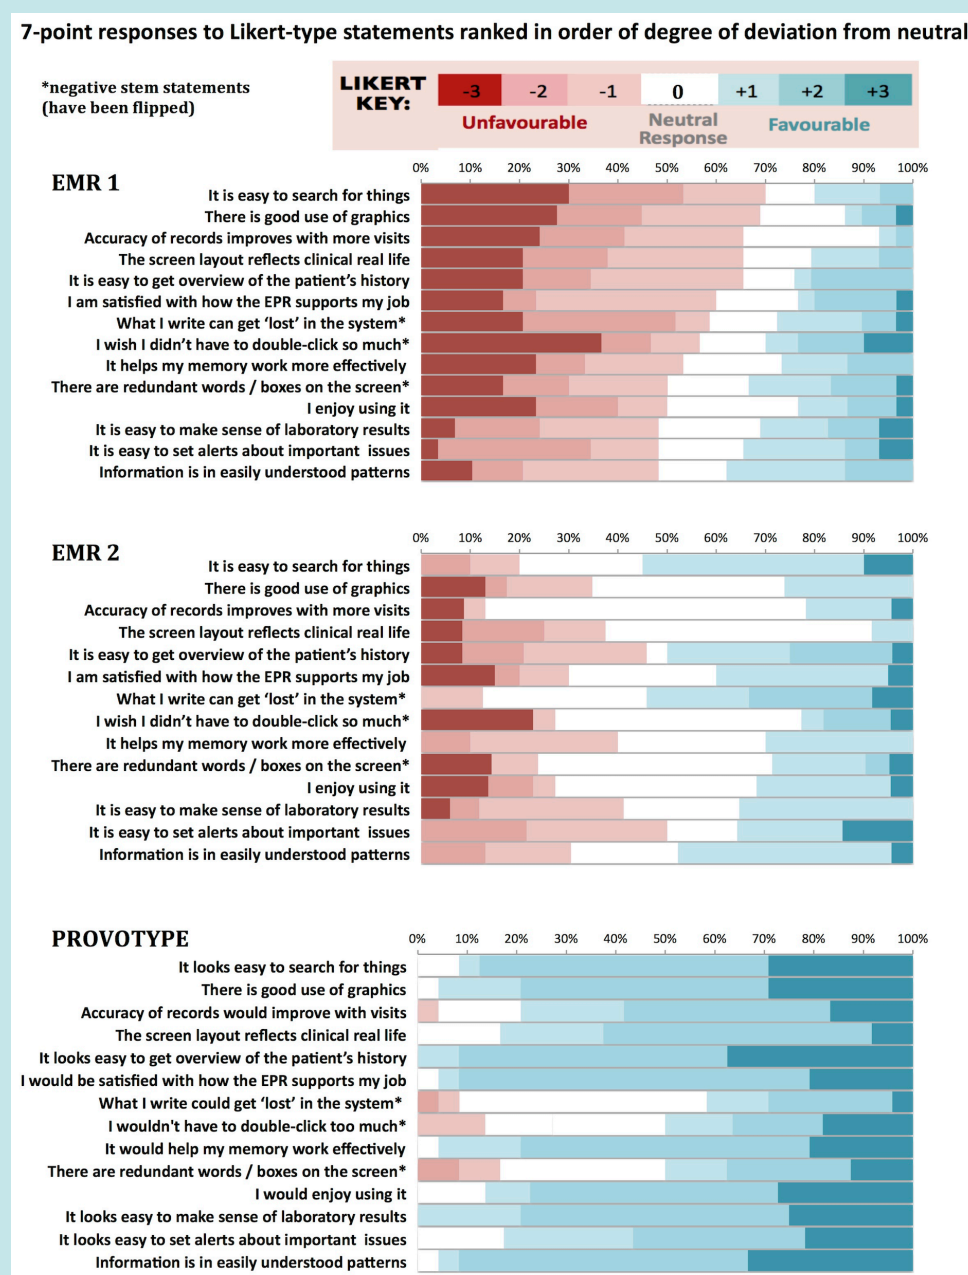 7-point responses to Likert-type statements ranked in order of degree of deviation from neutral
*negative stem statements
(have been flipped)
LIKERT
KEY:
-3 -2 -1 0 +1 +2 +3
Unfavourable
Neutral
Response
Favourable
EMR 1
0% 10% 20% 30% 40% 50% 60% 70% 80% 90% 100%
It is easy to search for things
There is good use of graphics
Accuracy of records improves with more visits
The screen layout reflects clinical real life
It is easy to get overview of the patient's history
I am satisfied with how the EPR supports my job
What I write can get 'lost' in the system*
I wish I didn't have to double-click so much*
It helps my memory work more effectively
There are redundant words / boxes on the screen*
I enjoy using it
It is easy to make sense of laboratory results
It is easy to set alerts about important issues
Information is in easily understood patterns
EMR 2
0% 10% 20% 30% 40% 50% 60% 70% 80% 90% 100%
It is easy to search for things
There is good use of graphics
Accuracy of records improves with more visits
The screen layout reflects clinical real life
It is easy to get overview of the patient's history
I am satisfied with how the EPR supports my job
What I write can get 'lost' in the system*
I wish I didn't have to double-click so much*
It helps my memory work more effectively
There are redundant words / boxes on the screen*
I enjoy using it
It is easy to make sense of laboratory results
It is easy to set alerts about important issues
Information is in easily understood patterns
PROVOTYPE
0% 10% 20% 30% 40% 50% 60% 70% 80% 90% 100%
It looks easy to search for things
There is good use of graphics
Accuracy of records would improve with visits
The screen layout reflects clinical real life
It looks easy to get overview of the patient's history
I would be satisfied with how the EPR supports my job
What I write could get 'lost' in the system*
I wouldn't have to double-click too much*
It would help my memory work effectively
There are redundant words / boxes on the screen*
I would enjoy using it
It looks easy to make sense of laboratory results
It looks easy to set alerts about important issues
Information is in easily understood patterns